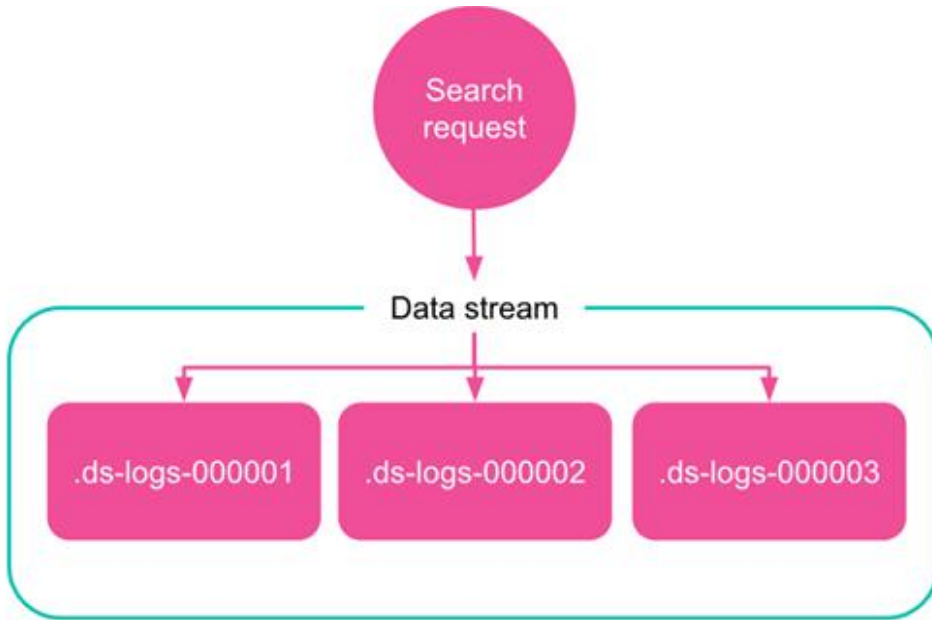 Search
request
Data stream
.ds-logs-000001
.ds-logs-000002
.ds-logs-000003